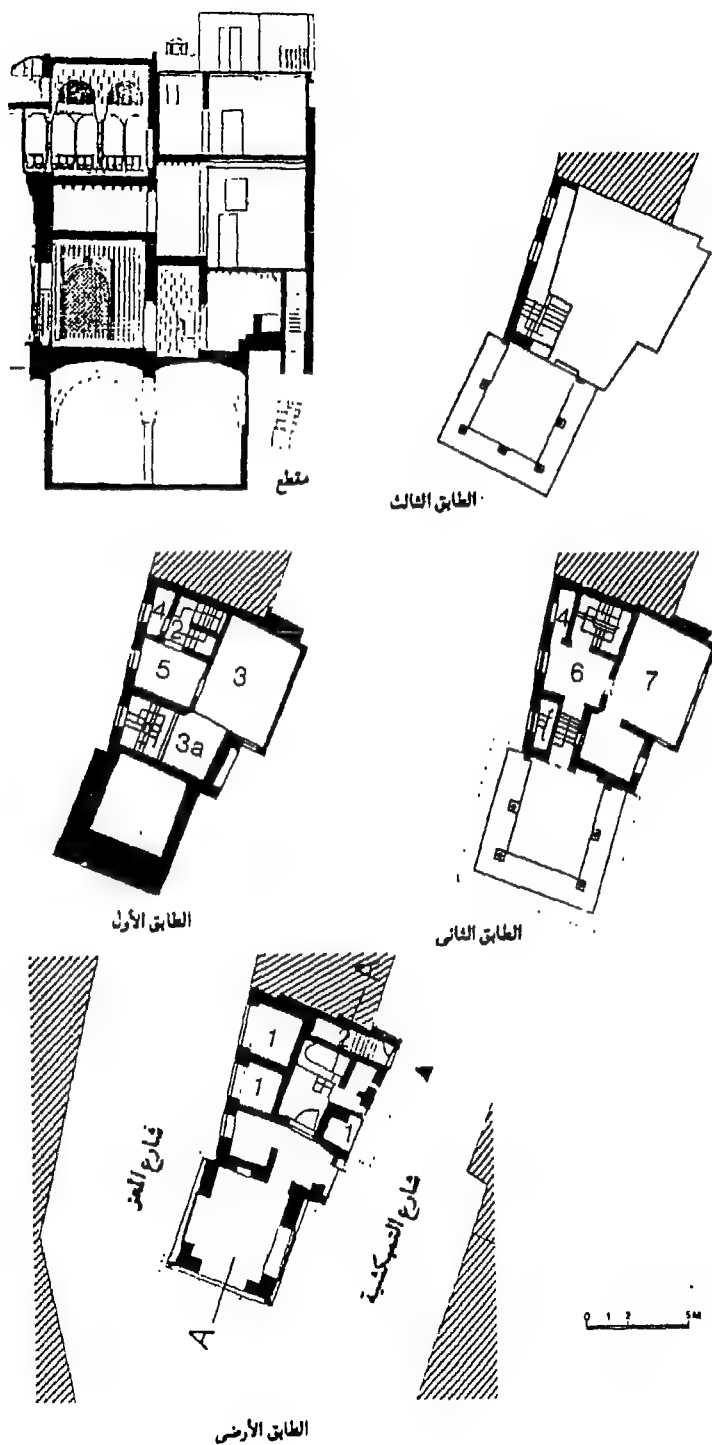 مقطع
الطابق الثالث
4
2
5
3
3a
الطابق الأول
4
6
7
الطابق الثاني
1
2
1
1
شارع المعز
شارع التمبكشية
A
0 1 2 5M
الطابق الأرضى